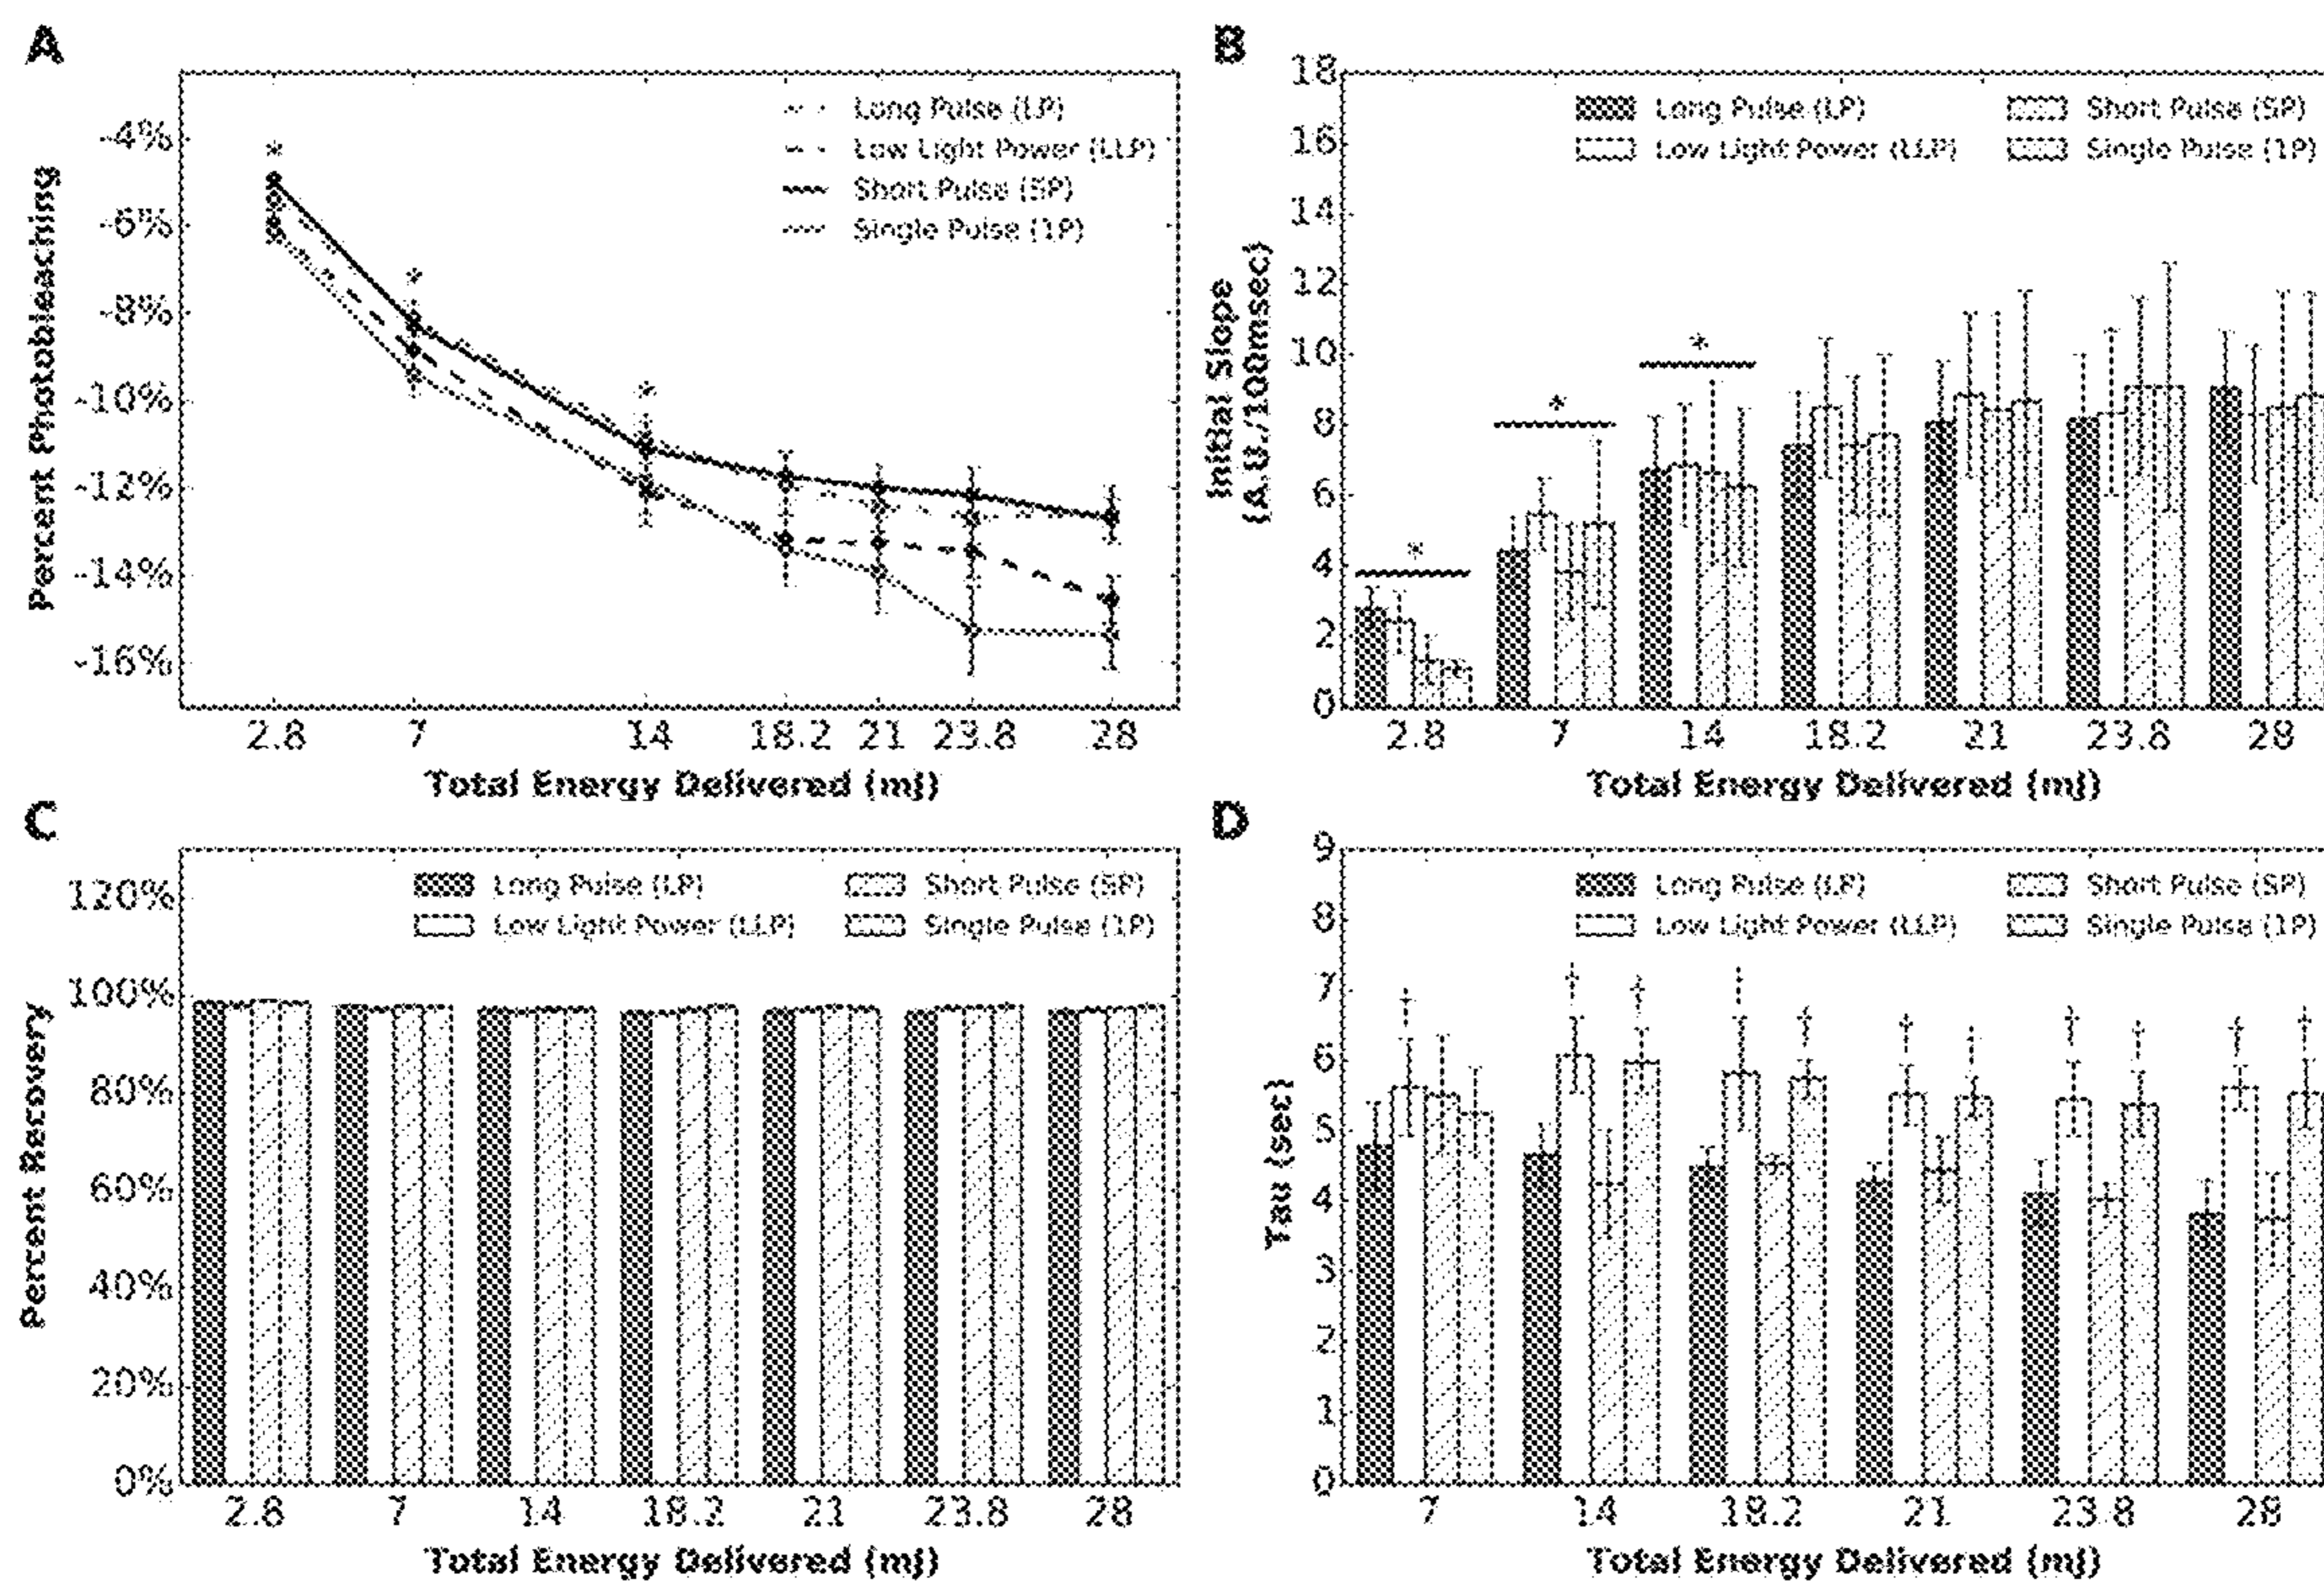 A
Percent Photobleaching
-4%
-6%
-8%
-10%
-12%
-14%
-16%
*
*
*
Long Pulse (LP)
Low Light Power (LLP)
Short Pulse (SP)
Single Pulse (1P)
2.8 7 14 18.2 21 23.8 28
Total Energy Delivered (mJ)
B
Initial Slope
(A.U./100msec)
18
16
14
12
10
8
6
4
2
0
Long Pulse (LP) Short Pulse (SP)
Low Light Power (LLP) Single Pulse (1P)
*
*
*
2.8 7 14 18.2 21 23.8 28
Total Energy Delivered (mJ)
C
Percent Recovery
120%
100%
80%
60%
40%
20%
0%
Long Pulse (LP) Short Pulse (SP)
Low Light Power (LLP) Single Pulse (1P)
2.8 7 14 18.2 21 23.8 28
Total Energy Delivered (mJ)
D
Tau (sec)
9
8
7
6
5
4
3
2
1
0
Long Pulse (LP) Short Pulse (SP)
Low Light Power (LLP) Single Pulse (1P)
† † † † † † † † † † †
7 14 18.2 21 23.8 28
Total Energy Delivered (mJ)